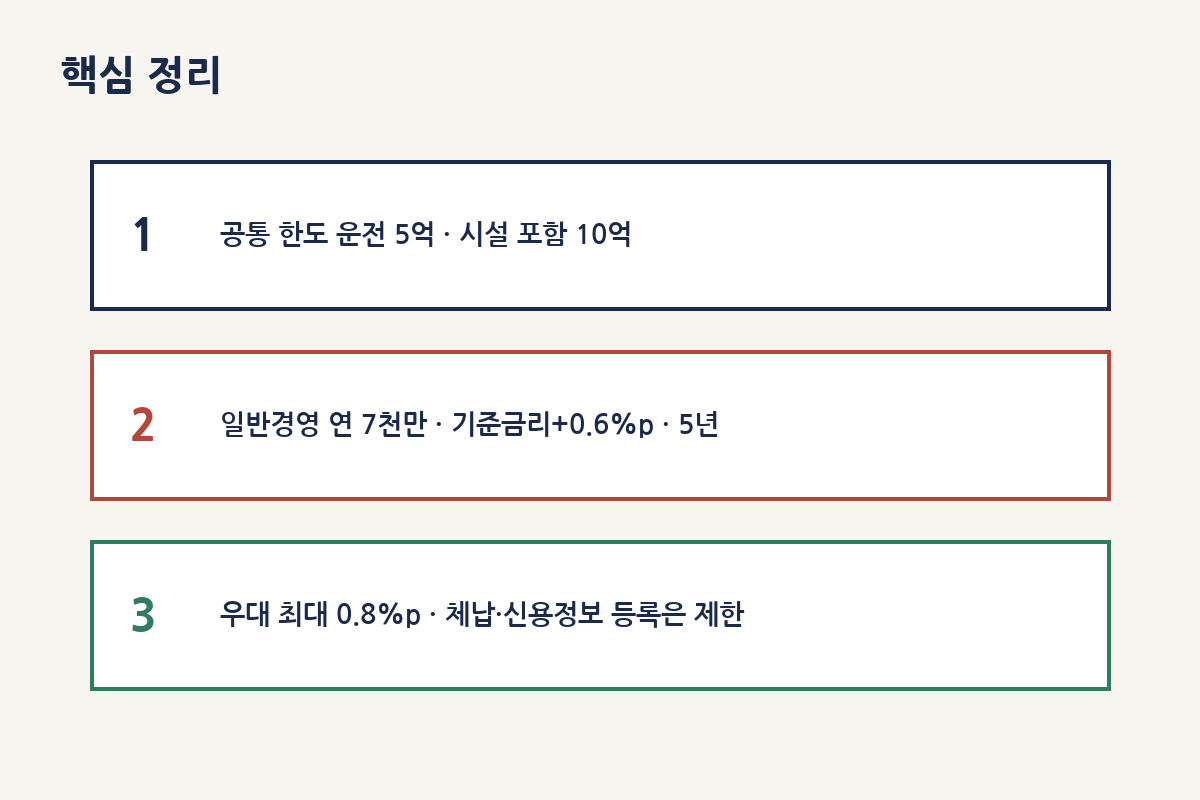 핵심 정리
1 공통 한도 운전 5억 · 시설 포함 10억
2 일반경영 연 7천만 · 기준금리+0.6%p · 5년
3 우대 최대 0.8%p · 체납·신용정보 등록은 제한